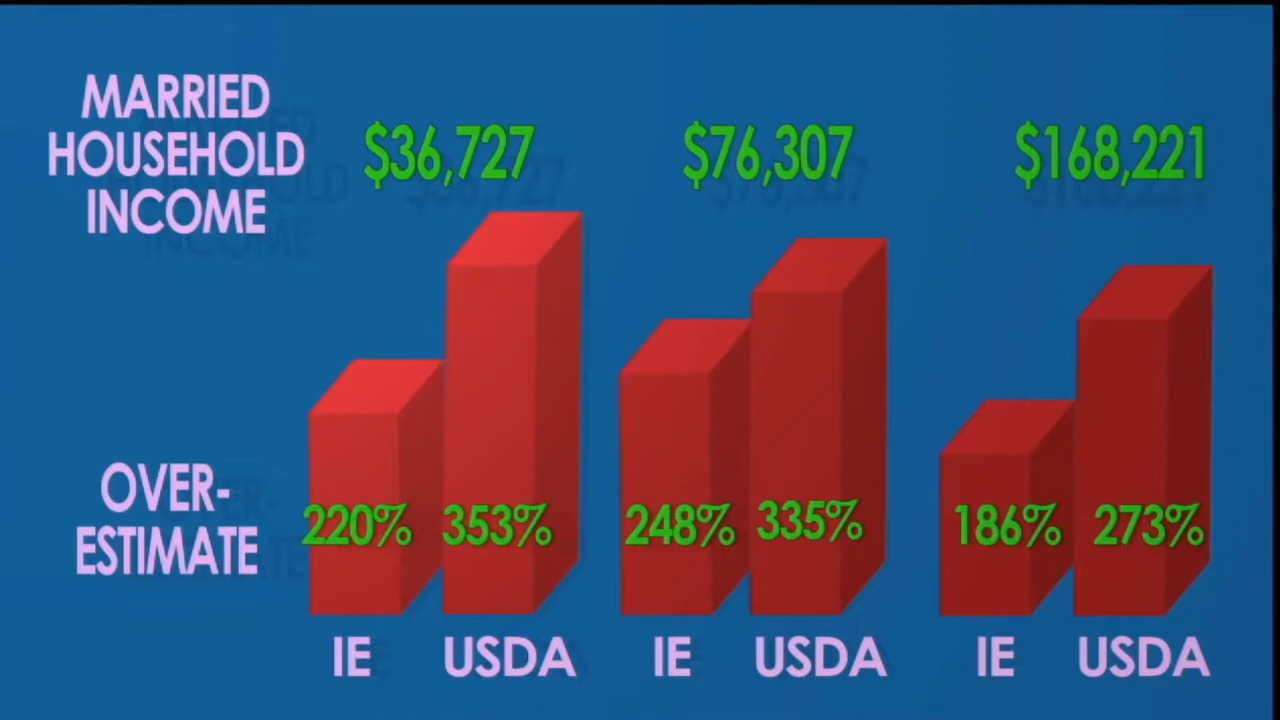 MARRIED
HOUSEHOLD
INCOME
$36,727 $76,307 $168,221
OVER-
ESTIMATE
220% 353% 248% 335% 186% 273%
IE USDA IE USDA IE USDA